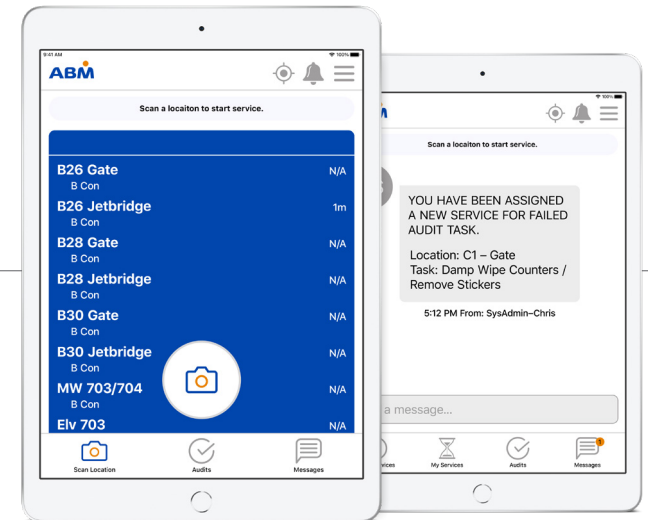 9:41 AM
100%
ABM
Scan a locaiton to start service.
B26 Gate
N/A
B Con
B26 Jetbridge
1m
B Con
B28 Gate
N/A
B Con
B28 Jetbridge
N/A
B Con
B30 Gate
N/A
B Con
B30 Jetbridge
N/A
B Con
MW 703/704
N/A
B Con
Elv 703
N/A
Scan Location
Audits
Messages
100%
Scan a locaiton to start service.
YOU HAVE BEEN ASSIGNED
A NEW SERVICE FOR FAILED
AUDIT TASK.
Location: C1 – Gate
Task: Damp Wipe Counters /
Remove Stickers
5:12 PM From: SysAdmin–Chris
a message...
My Services
Audits
1
Messages